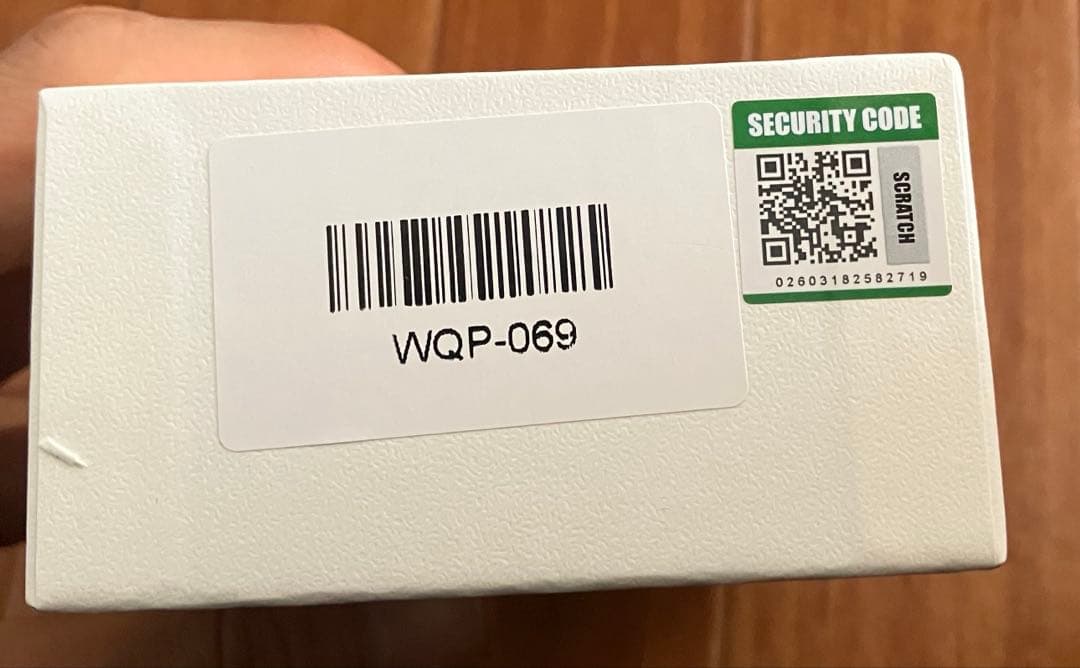 WQP-069
SECURITY CODE
SCRATCH
02603182582719